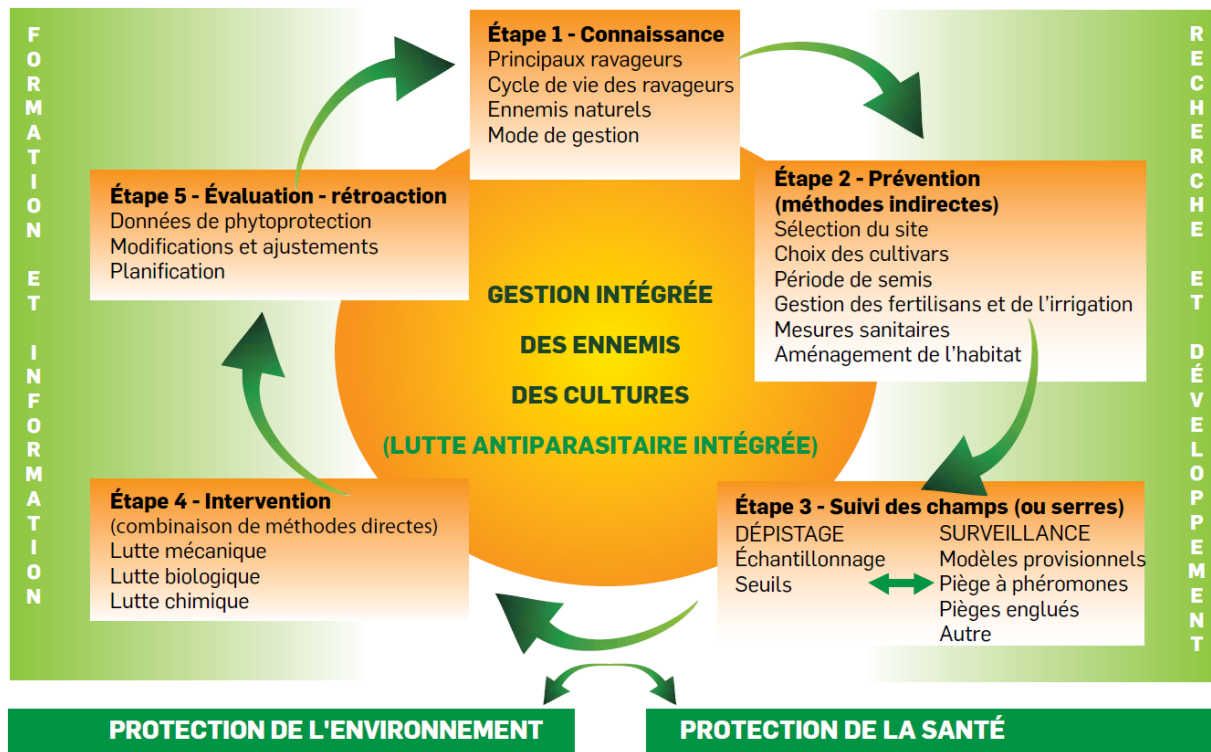 FORMATION ET INFORMATION
Étape 1 - Connaissance
Principaux ravageurs
Cycle de vie des ravageurs
Ennemis naturels
Mode de gestion
Étape 2 - Prévention
(méthodes indirectes)
Sélection du site
Choix des cultivars
Période de semis
Gestion des fertilisans et de l'irrigation
Mesures sanitaires
Aménagement de l'habitat
Étape 3 - Suivi des champs (ou serres)
DÉPISTAGE
Échantillonnage
Seuils
SURVEILLANCE
Modèles provisionnels
Piège à phéromones
Pièges englués
Autre
Étape 4 - Intervention
(combinaison de méthodes directes)
Lutte mécanique
Lutte biologique
Lutte chimique
Étape 5 - Évaluation - rétroaction
Données de phytoprotection
Modifications et ajustements
Planification
GESTION INTÉGRÉE
DES ENNEMIS
DES CULTURES
(LUTTE ANTIPARASITAIRE INTÉGRÉE)
RECHERCHE ET DÉVELOPPEMENT
PROTECTION DE L'ENVIRONNEMENT
PROTECTION DE LA SANTÉ